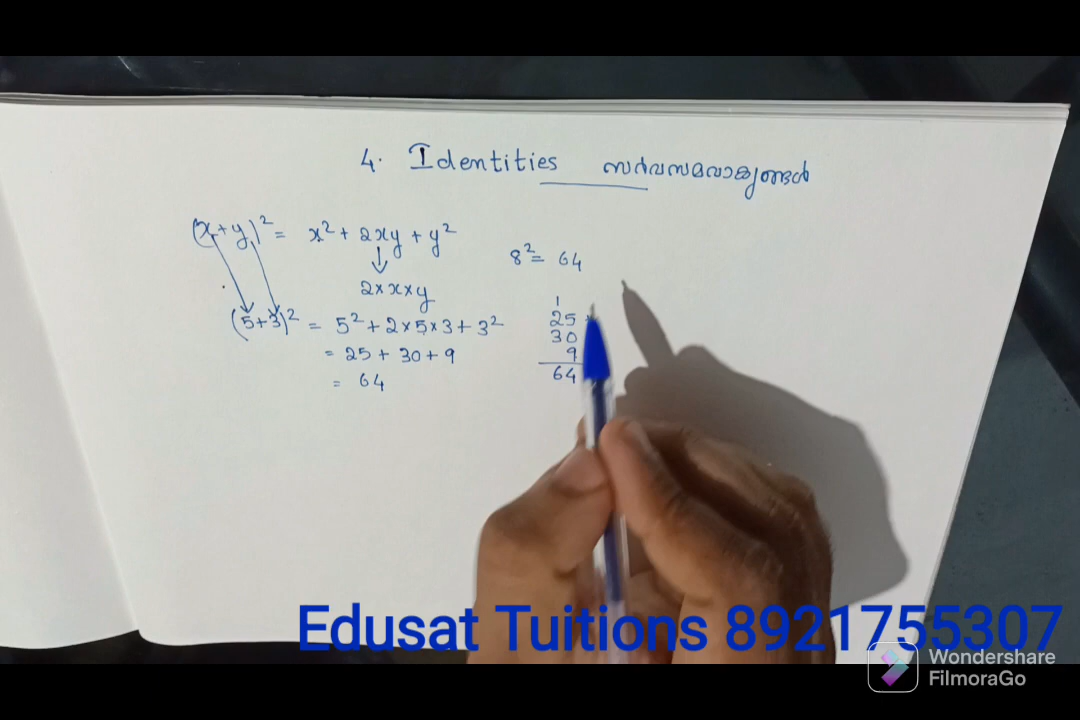 4. Identities സർവസമവാക്യങ്ങൾ
(x+y)² = x² + 2xy + y²
↓
2×x×y
(5+3)² = 5² + 2×5×3 + 3²
= 25 + 30 + 9
= 64
8² = 64
1
25
30
9
64
Edusat Tuitions 8921755307
Wondershare
FilmoraGo